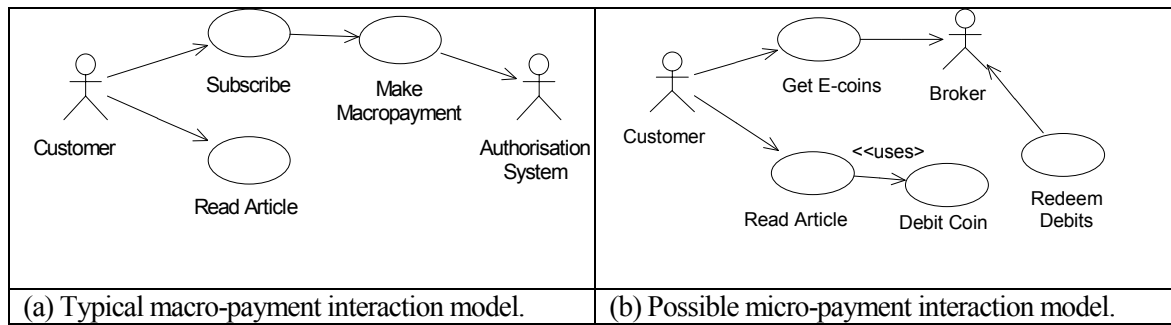 Subscribe
Make
Macropayment
Customer
Authorisation
System
Read Article
(a) Typical macro-payment interaction model.
Get E-coins
Broker
Customer
<<uses>
Read Article
Debit Coin
Redeem
Debits
(b) Possible micro-payment interaction model.